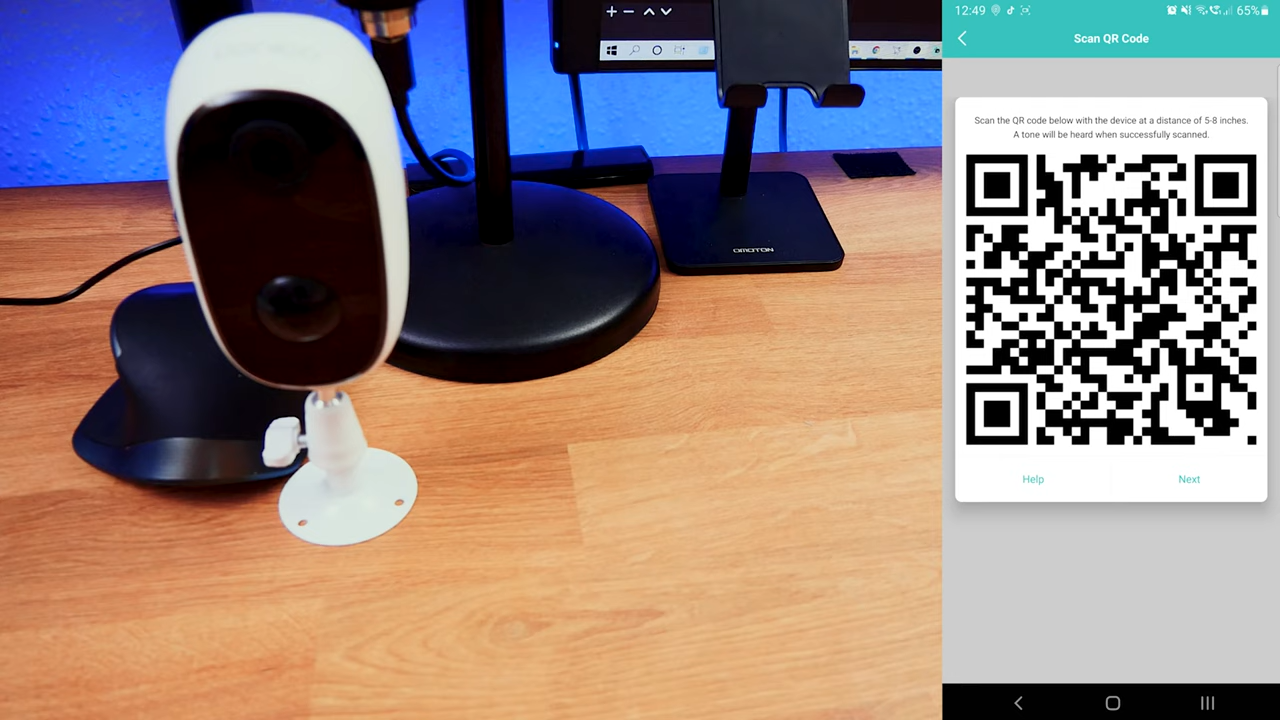 OMOTON
12:49
65%
Scan QR Code
Scan the QR code below with the device at a distance of 5-8 inches.
A tone will be heard when successfully scanned.
Help
Next